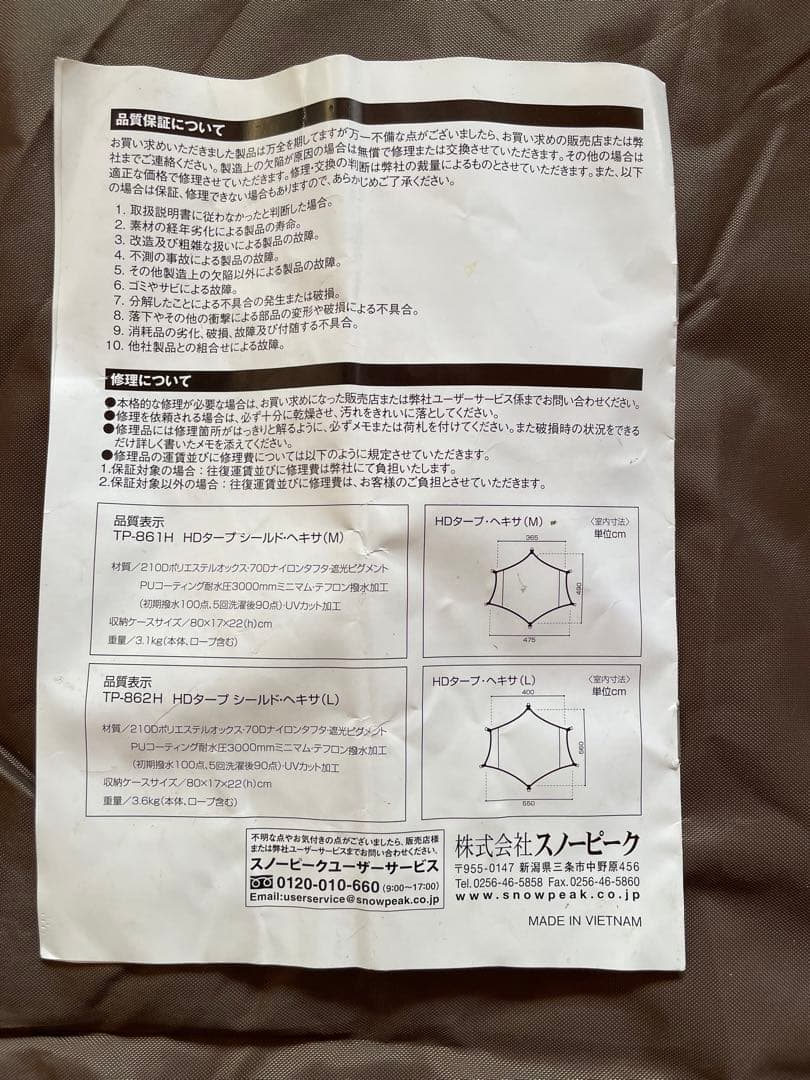 品質保証について
お買い求めいただきました製品は万全を期してますが万一不備な点がございましたら、お買い求めの販売店または弊
社までご連絡ください。製造上の欠陥が原因の場合は無償で修理または交換させていただきます。その他の場合は
適正な価格で修理させていただきます。修理・交換の判断は弊社の裁量によるものとさせていただきます。また、以下
の場合は保証、修理できない場合もありますので、あらかじめご了承ください。
1. 取扱説明書に従わなかったと判断した場合。
2. 素材の経年劣化による製品の寿命。
3. 改造及び粗雑な扱いによる製品の故障。
4. 不測の事故による製品の故障。
5. その他製造上の欠陥以外による製品の故障。
6. ゴミやサビによる故障。
7. 分解したことによる不具合の発生または破損。
8. 落下やその他の衝撃による部品の変形や破損による不具合。
9. 消耗品の劣化、破損、故障及び付随する不具合。
10. 他社製品との組合せによる故障。
修理について
●本格的な修理が必要な場合は、お買い求めになった販売店または弊社ユーザーサービス係までお問い合わせください。
●修理を依頼される場合は、必ず十分に乾燥させ、汚れをきれいに落としてください。
●修理品には修理箇所がはっきりと解るように、必ずメモまたは荷札を付けてください。また破損時の状況をできる
だけ詳しく書いたメモを添えてください。
●修理品の運賃並びに修理費については以下のように規定させていただきます。
1.保証対象の場合：往復運賃並びに修理費は弊社にて負担いたします。
2.保証対象以外の場合：往復運賃並びに修理費は、お客様のご負担とさせていただきます。
品質表示
TP-861H HDタープ シールド・ヘキサ(M)
材質／210Dポリエステルオックス・70Dナイロンタフタ・遮光ピグメント
PUコーティング耐水圧3000mmミニマム・テフロン撥水加工
(初期撥水100点、5回洗濯後90点)・UVカット加工
収納ケースサイズ／80×17×22(h)cm
重量／3.1kg(本体、ロープ含む)
HDタープ・ヘキサ(M)
〈室内寸法〉
単位cm
365
490
475
品質表示
TP-862H HDタープ シールド・ヘキサ(L)
材質／210Dポリエステルオックス・70Dナイロンタフタ・遮光ピグメント
PUコーティング耐水圧3000mmミニマム・テフロン撥水加工
(初期撥水100点、5回洗濯後90点)・UVカット加工
収納ケースサイズ／80×17×22(h)cm
重量／3.6kg(本体、ロープ含む)
HDタープ・ヘキサ(L)
〈室内寸法〉
単位cm
400
560
550
不明な点やお気付きの点がございましたら、販売店様
または弊社ユーザーサービスまでお問い合わせください。
スノーピークユーザーサービス
0120-010-660 (9:00～17:00)
Email:userservice@snowpeak.co.jp
株式会社スノーピーク
〒955-0147 新潟県三条市中野原456
Tel.0256-46-5858 Fax.0256-46-5860
www.snowpeak.co.jp
MADE IN VIETNAM